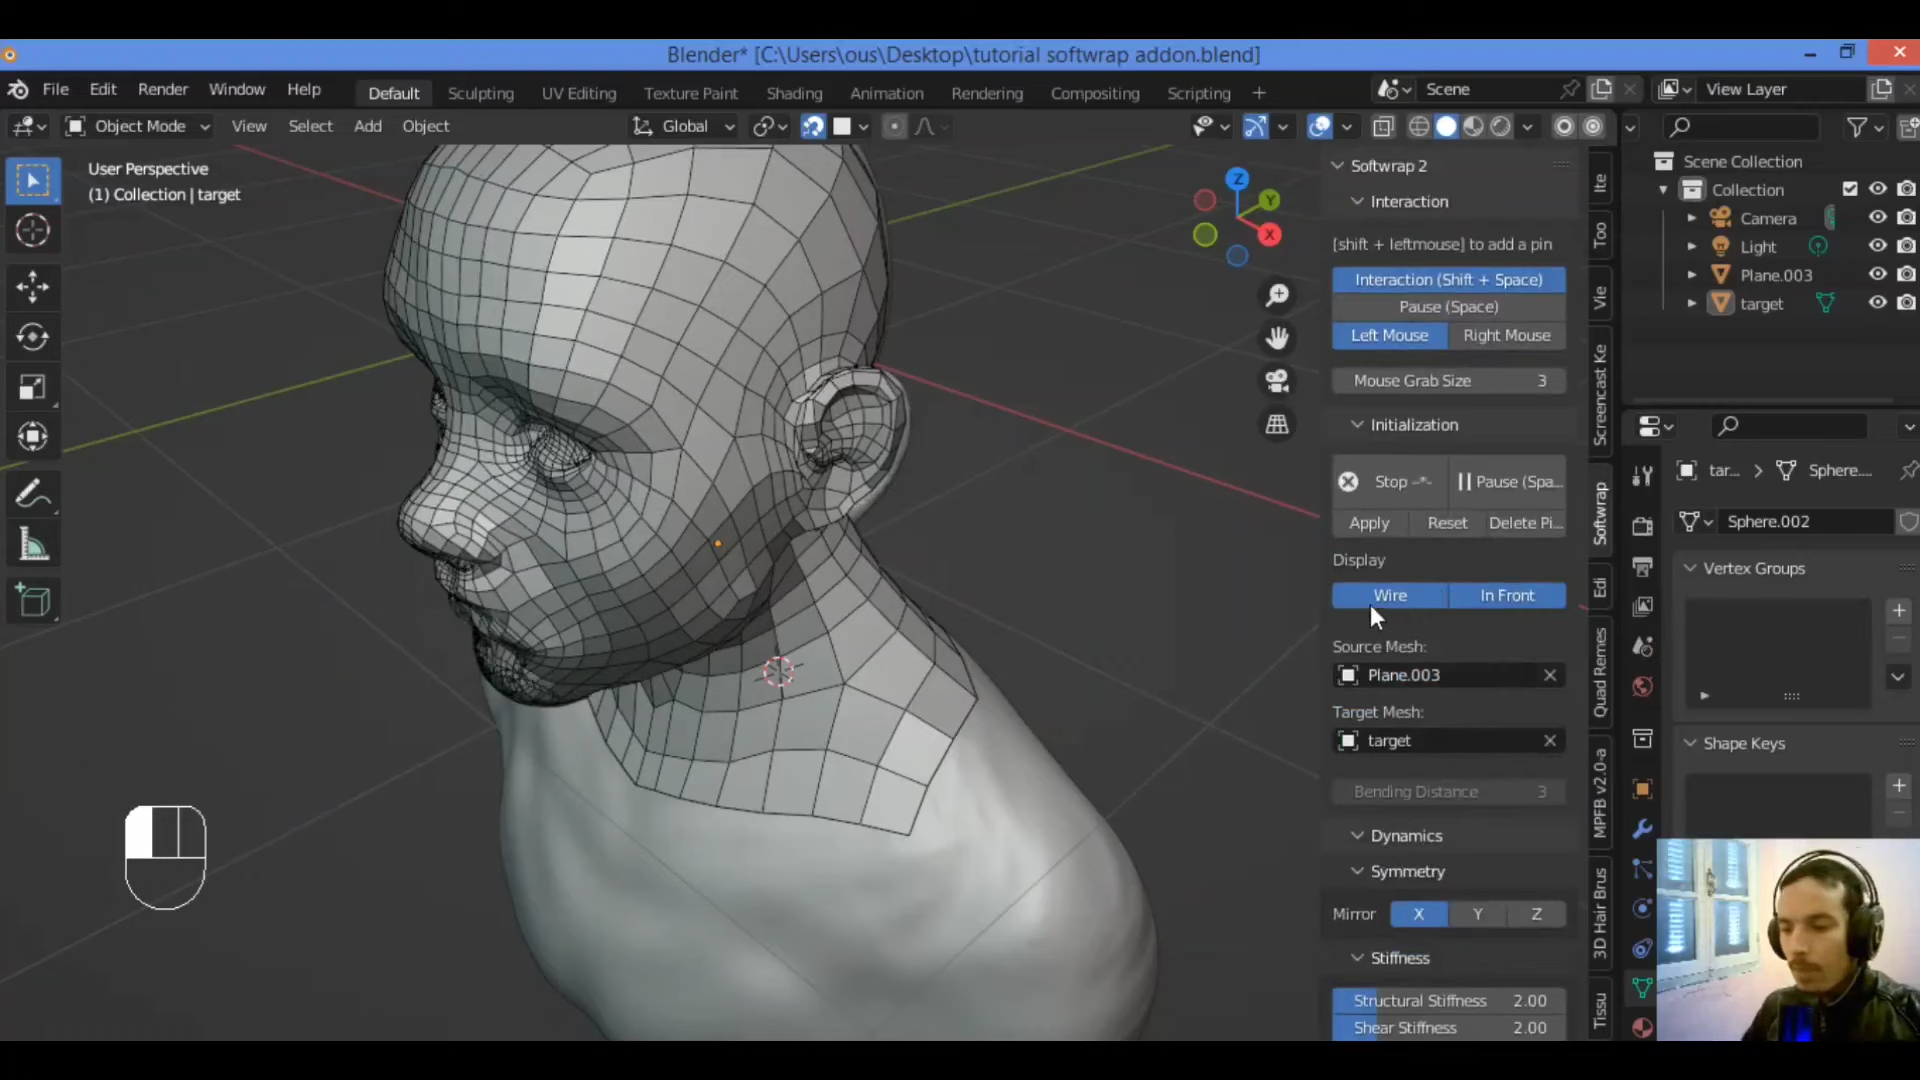 Blender* [C:\Users\ous\Desktop\tutorial softwrap addon.blend]
File Edit Render Window Help Default Sculpting UV Editing Texture Paint Shading Animation Rendering Compositing Scripting + Scene View Layer
Object Mode View Select Add Object Global
User Perspective
(1) Collection | target
Z
Y
X
Softwrap 2
Interaction
[shift + leftmouse] to add a pin
Interaction (Shift + Space)
Pause (Space)
Left Mouse Right Mouse
Mouse Grab Size 3
Initialization
Stop Pause (Spa...
Apply Reset Delete Pi...
Display
Wire In Front
Source Mesh:
Plane.003
Target Mesh:
target
Bending Distance 3
Dynamics
Symmetry
Mirror X Y Z
Stiffness
Structural Stiffness 2.00
Shear Stiffness 2.00
Ite
Too
Vie
Screencast Ke
Softwrap
Edi
Quad Remes
MPFB v2.0-a
3D Hair Brus
Tissu
Scene Collection
Collection
Camera
Light
Plane.003
target
tar... > Sphere....
Sphere.002
Vertex Groups
Shape Keys